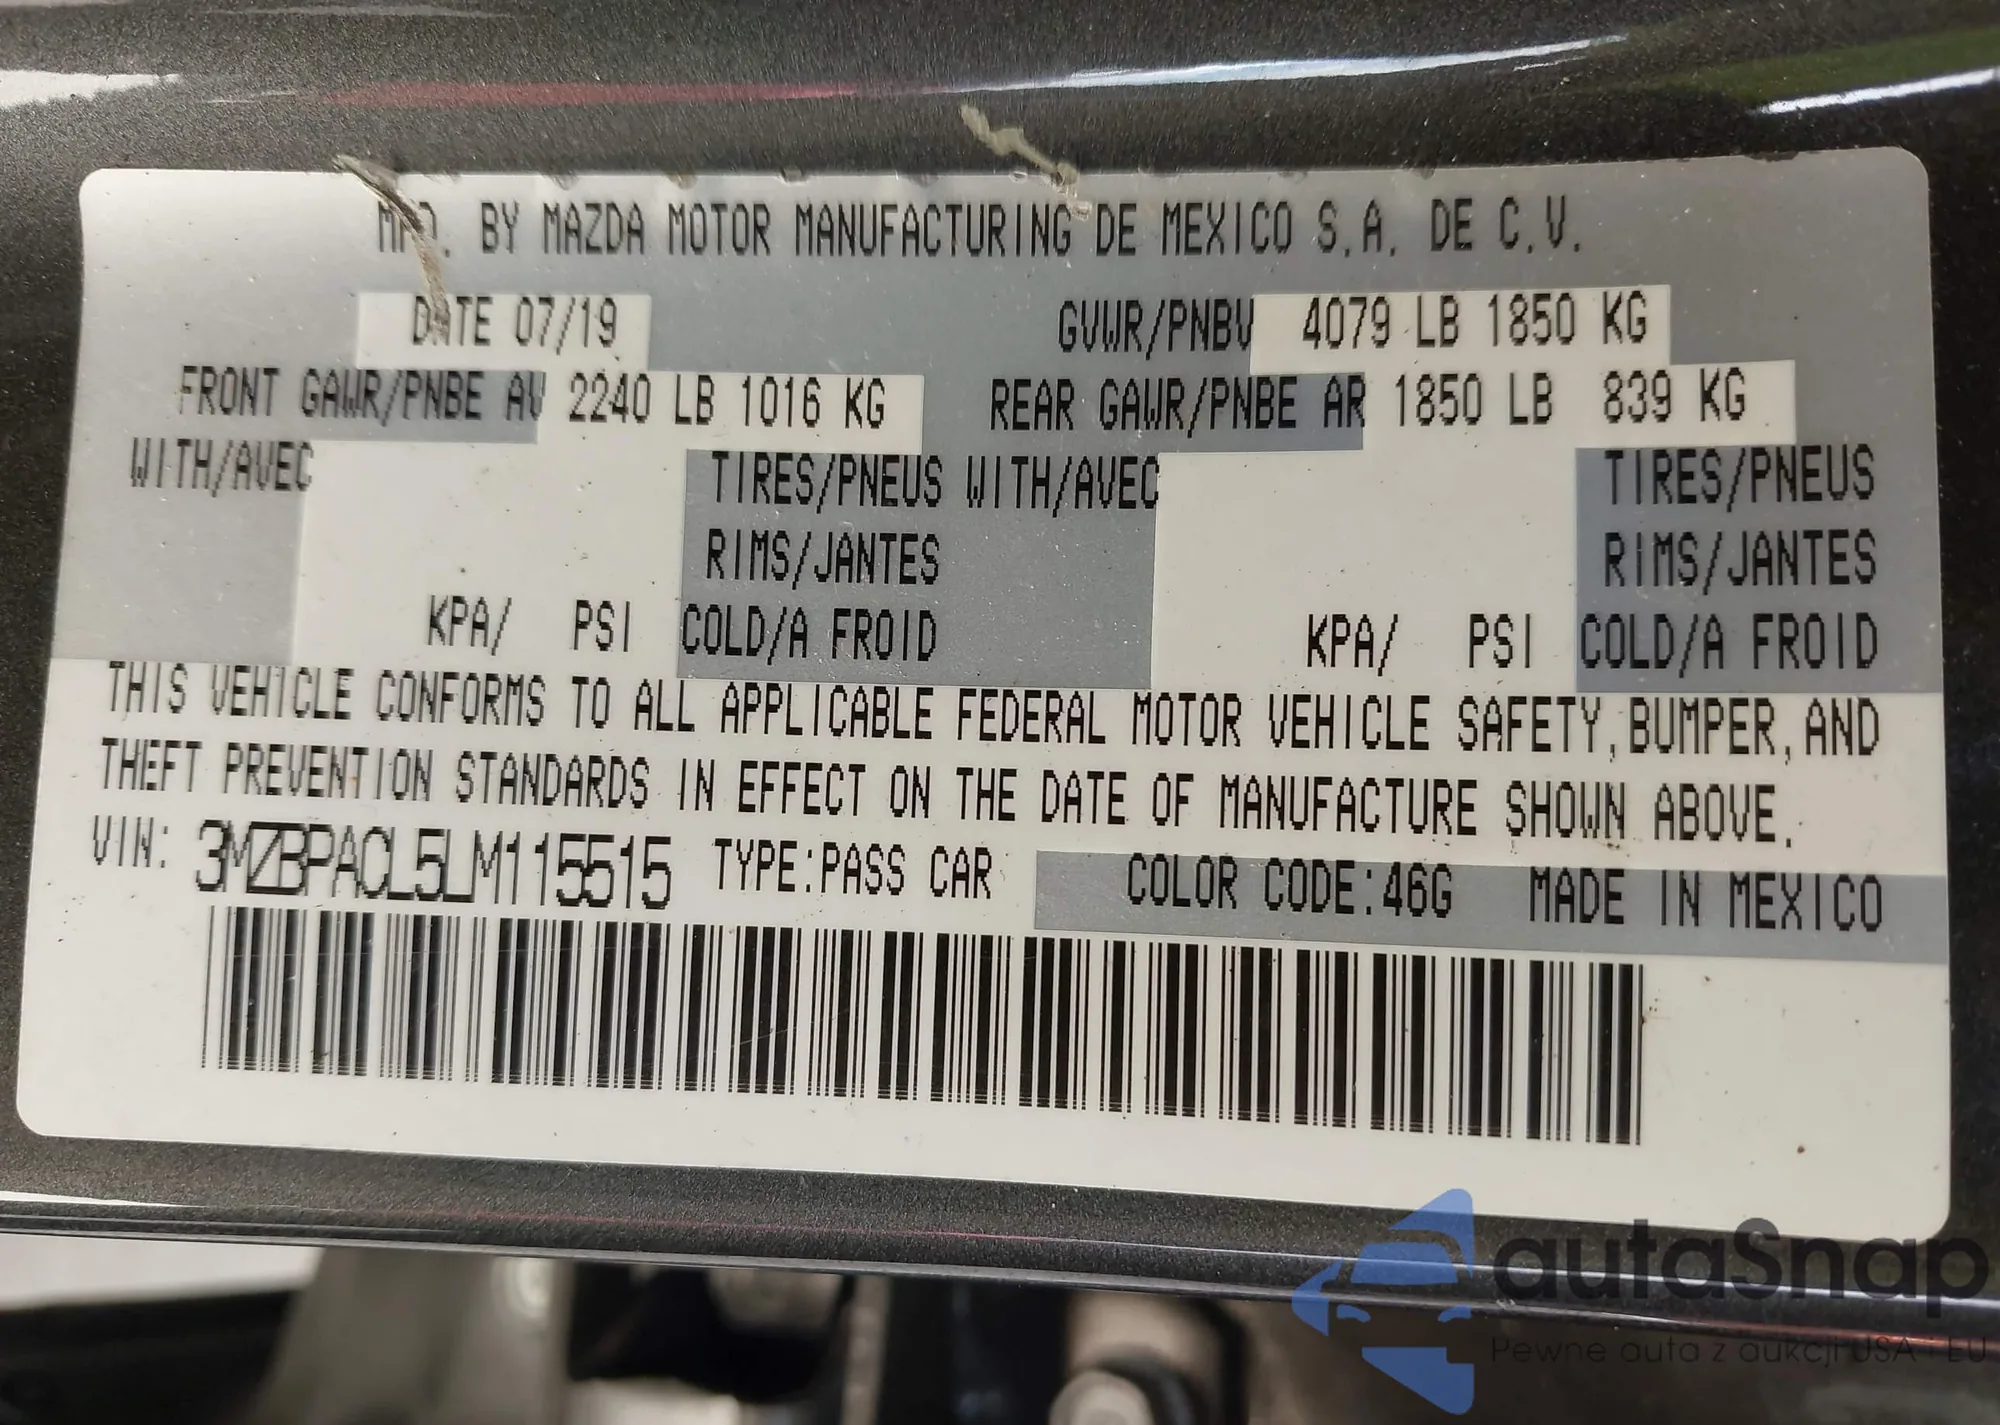 MFD. BY MAZDA MOTOR MANUFACTURING DE MEXICO S.A. DE C.V.
DATE 07/19 GVWR/PNBV 4079 LB 1850 KG
FRONT GAWR/PNBE AV 2240 LB 1016 KG REAR GAWR/PNBE AR 1850 LB 839 KG
WITH/AVEC TIRES/PNEUS WITH/AVEC TIRES/PNEUS
RIMS/JANTES RIMS/JANTES
KPA/ PSI COLD/A FROID KPA/ PSI COLD/A FROID
THIS VEHICLE CONFORMS TO ALL APPLICABLE FEDERAL MOTOR VEHICLE SAFETY, BUMPER, AND
THEFT PREVENTION STANDARDS IN EFFECT ON THE DATE OF MANUFACTURE SHOWN ABOVE.
VIN: 3MZBPACL5LM115515 TYPE:PASS CAR COLOR CODE:46G MADE IN MEXICO
autaSnap
Pewne auta z aukcji USA i EU